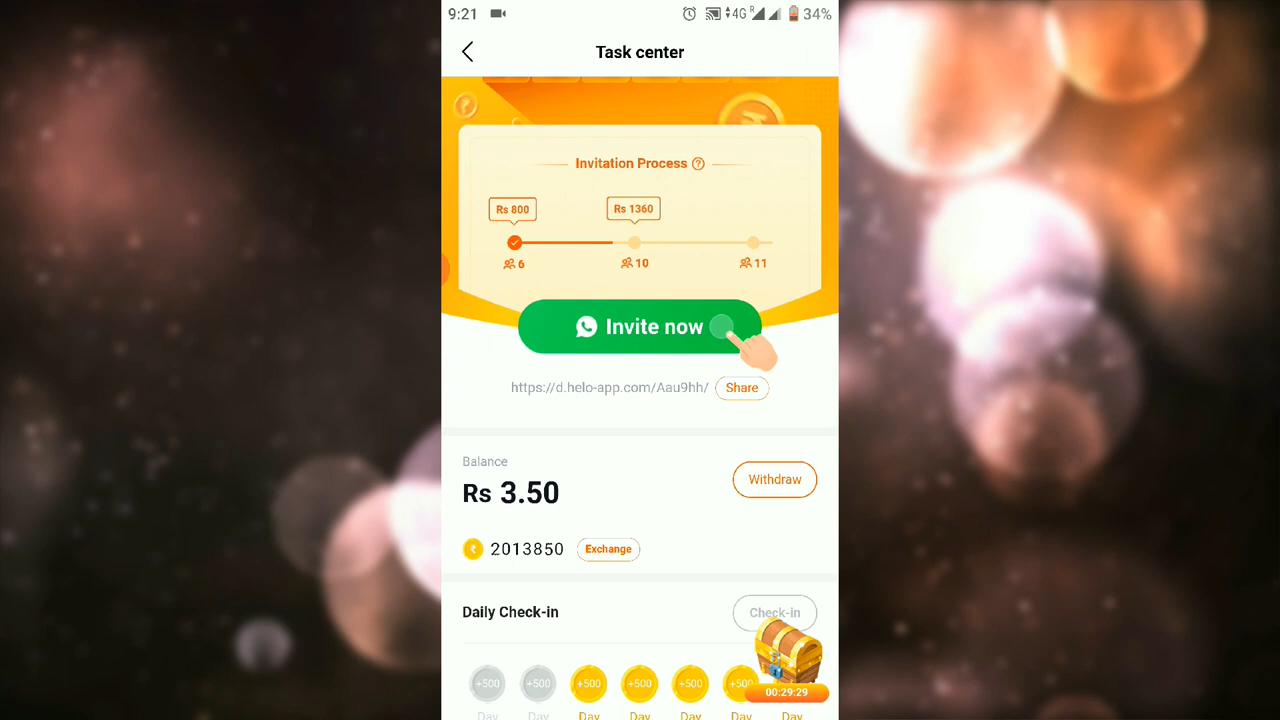 9:21 4G R 34%
Task center
Invitation Process ?
Rs 800 Rs 1360
6 10 11
Invite now
https://d.helo-app.com/Aau9hh/ Share
Balance
Rs 3.50 Withdraw
2013850 Exchange
Daily Check-in Check-in
+500 +500 +500 +500 +500 +500
00:29:29
Day Day Day Day Day Day Day